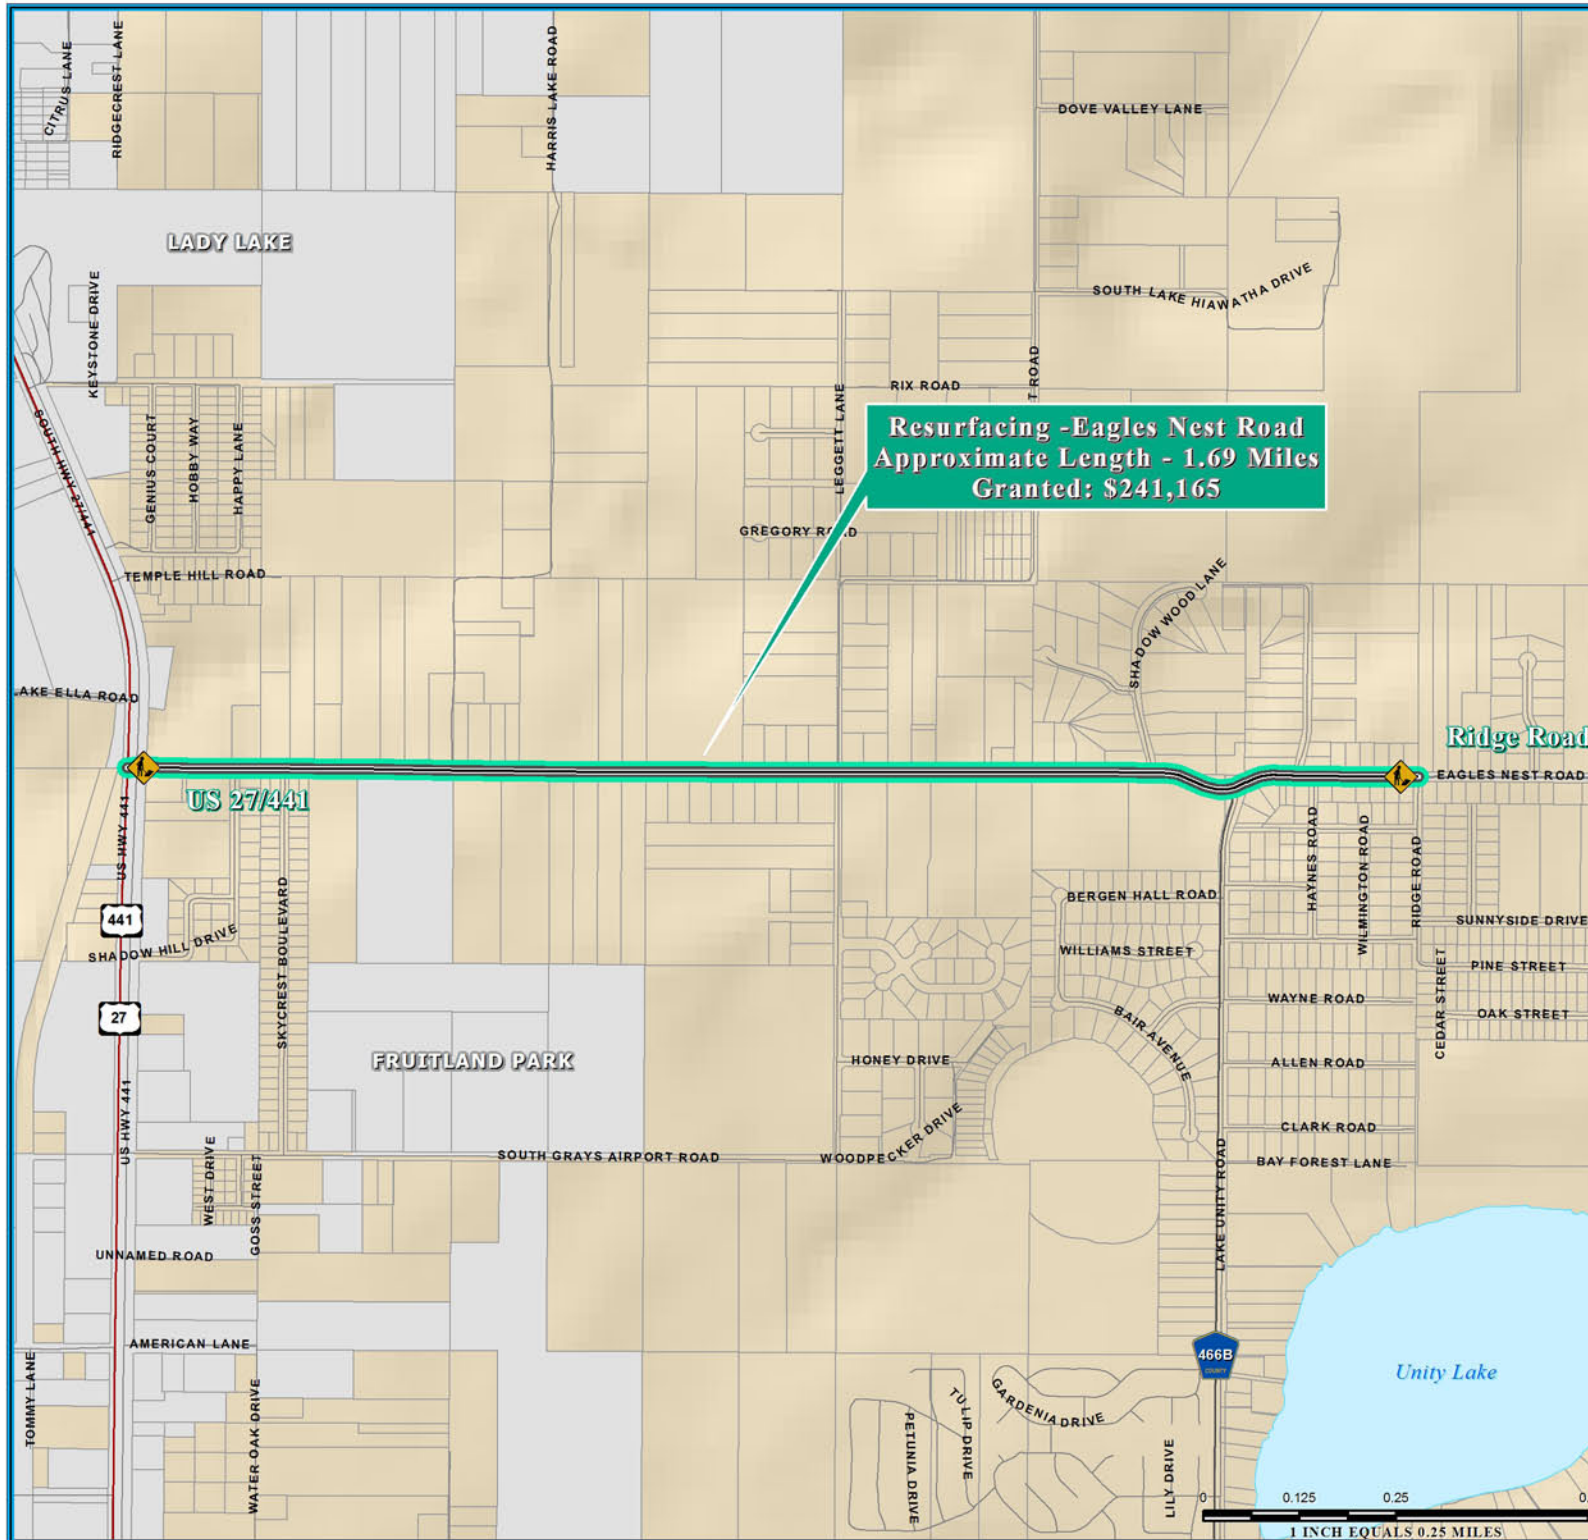 CITRUS LANE
RIDGECREST LANE
HARRIS LAKE ROAD
DOVE VALLEY LANE
LADY LAKE
KEYSTONE DRIVE
SOUTH LAKE HIAWATHA DRIVE
T ROAD
RIX ROAD
LEGGETT LANE
SOUTH HWY 27/441
GENIUS COURT
HOBBY WAY
HAPPY LANE
Resurfacing -Eagles Nest Road
Approximate Length - 1.69 Miles
Granted: $241,165
GREGORY ROAD
TEMPLE HILL ROAD
SHADOW WOOD LANE
LAKE ELLA ROAD
Ridge Road
EAGLES NEST ROAD
US 27/441
US HWY 441
HAYNES ROAD
WILMINGTON ROAD
RIDGE ROAD
441
SKYCREST BOULEVARD
BERGEN HALL ROAD
SUNNYSIDE DRIVE
SHADOW HILL DRIVE
WILLIAMS STREET
PINE STREET
CEDAR STREET
27
WAYNE ROAD
BAIR AVENUE
OAK STREET
FRUITLAND PARK
HONEY DRIVE
ALLEN ROAD
US HWY 441
WOODPECKER DRIVE
CLARK ROAD
SOUTH GRAYS AIRPORT ROAD
BAY FOREST LANE
WEST DRIVE
GOSS STREET
LAKE UNITY ROAD
UNNAMED ROAD
AMERICAN LANE
466B
COUNTY
Unity Lake
TOMMY LANE
WATER OAK DRIVE
PETUNIA DRIVE
TULIP DRIVE
GARDENIA DRIVE
LILY DRIVE
0 0.125 0.25 0.
1 INCH EQUALS 0.25 MILES